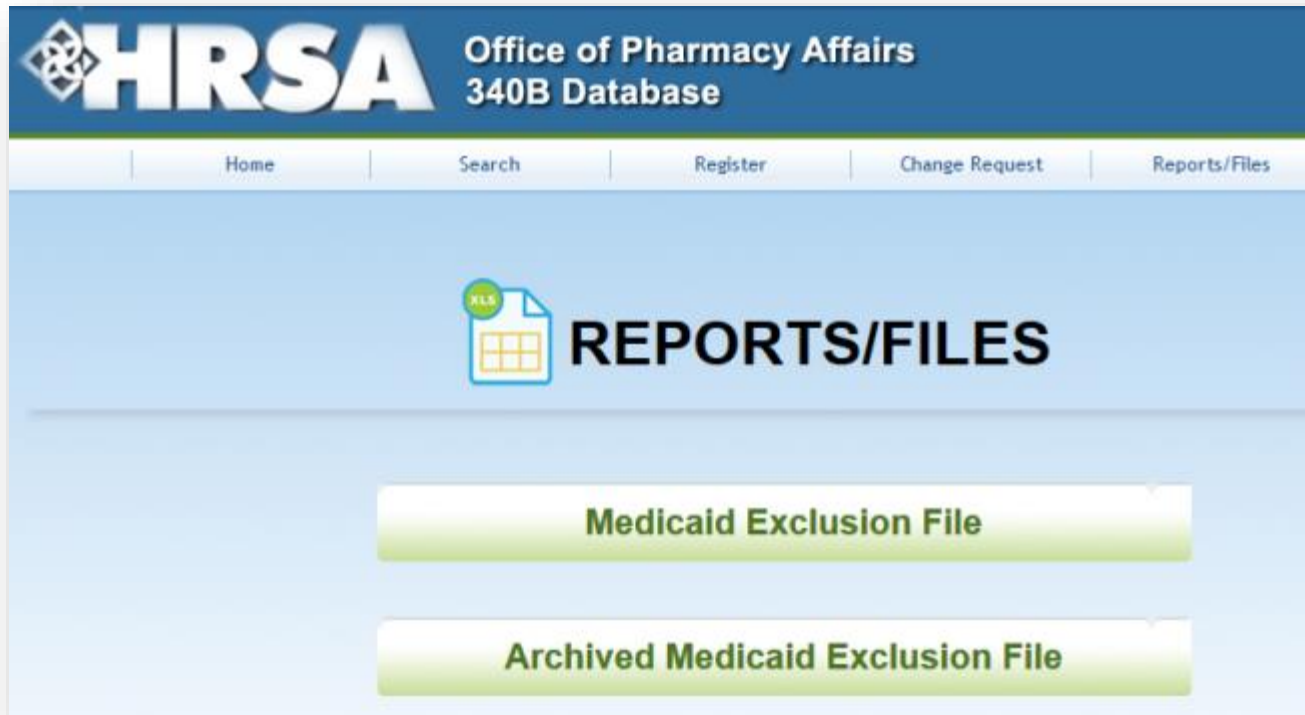 HRSA
Office of Pharmacy Affairs
340B Database
Home Search Register Change Request Reports/Files
XLS
REPORTS/FILES
Medicaid Exclusion File
Archived Medicaid Exclusion File